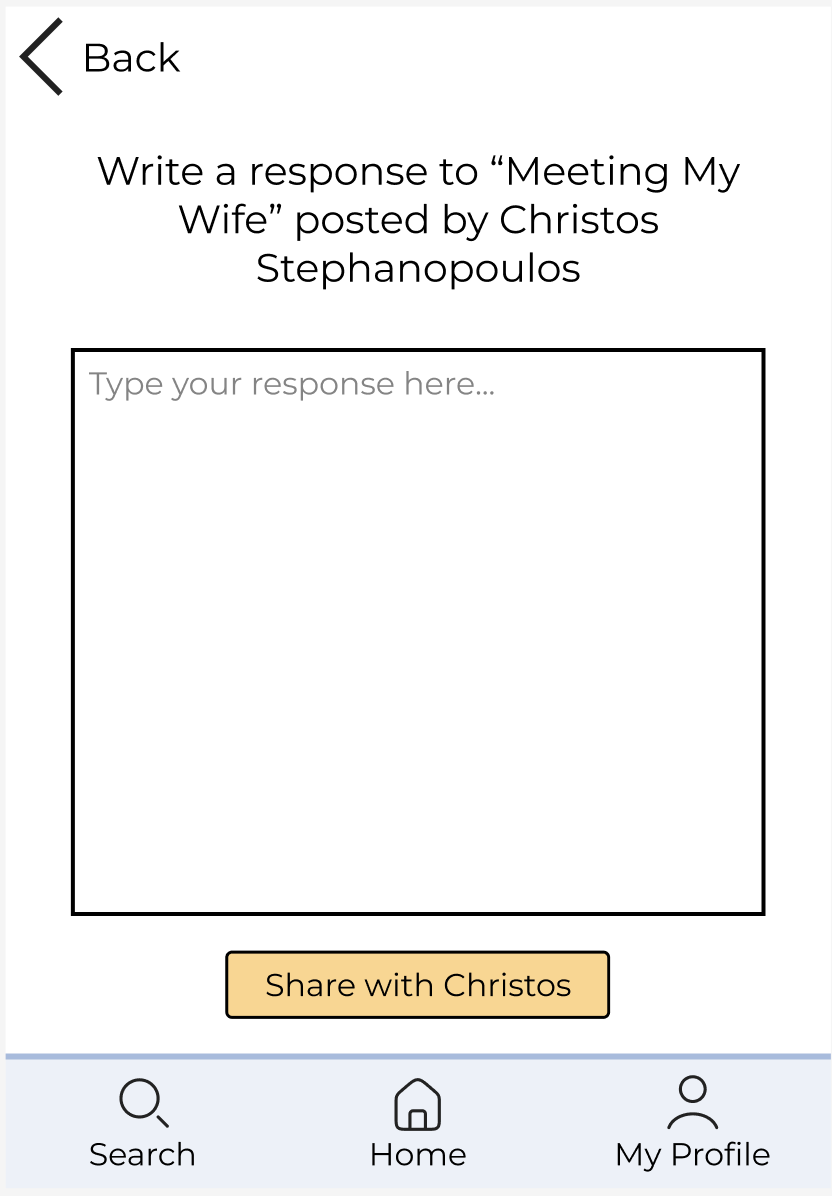 Back
Write a response to “Meeting My
Wife” posted by Christos
Stephanopoulos
Type your response here...
Share with Christos
Search
Home
My Profile